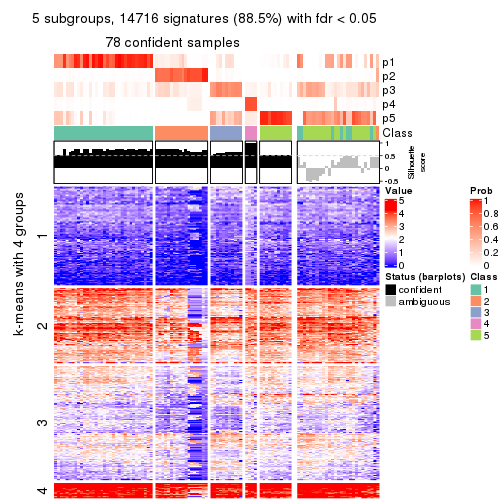 5 subgroups, 14716 signatures (88.5%) with fdr < 0.05
78 confident samples
p1
p2
p3
p4
p5
Class
1
0.5
0
-0.5
Silhouette
score
k-means with 4 groups
1
2
3
4
Value
5
4
3
2
1
0
Status (barplots)
confident
ambiguous
Prob
1
0.8
0.6
0.4
0.2
0
Class
1
2
3
4
5